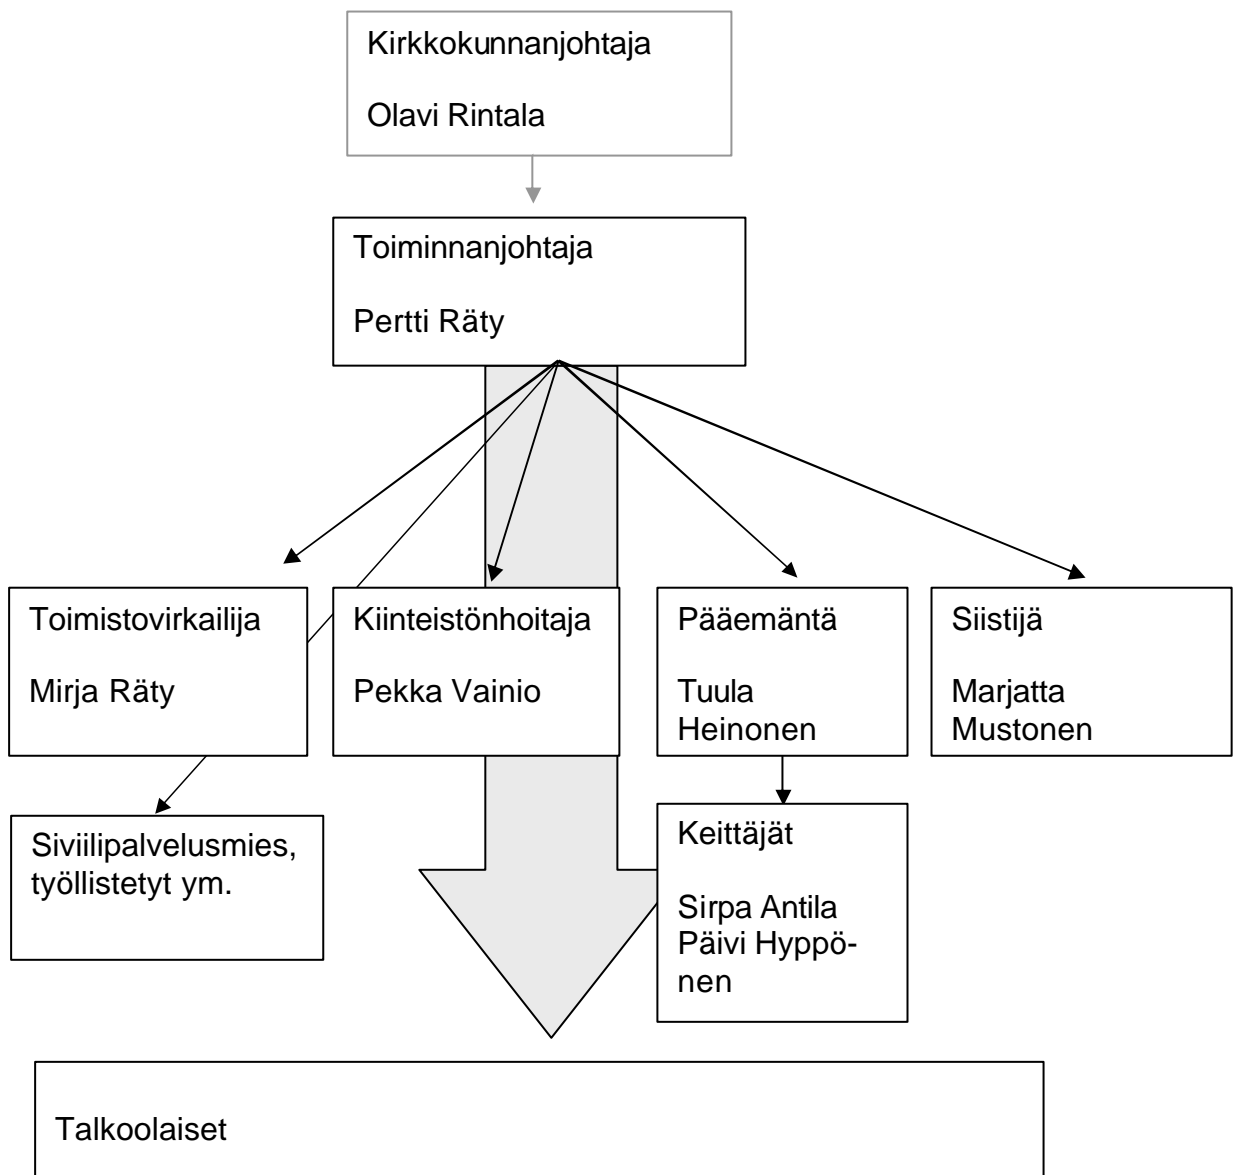 Kirkkokunnanjohtaja
Olavi Rintala
Toiminnanjohtaja
Pertti Räty
Toimistovirkailija
Mirja Räty
Kiinteistönhoitaja
Pekka Vainio
Pääemäntä
Tuula
Heinonen
Siistijä
Marjatta
Mustonen
Siviilipalvelusmies,
työllistetyt ym.
Keittäjät
Sirpa Antila
Päivi Hyppö-
nen
Talkoolaiset